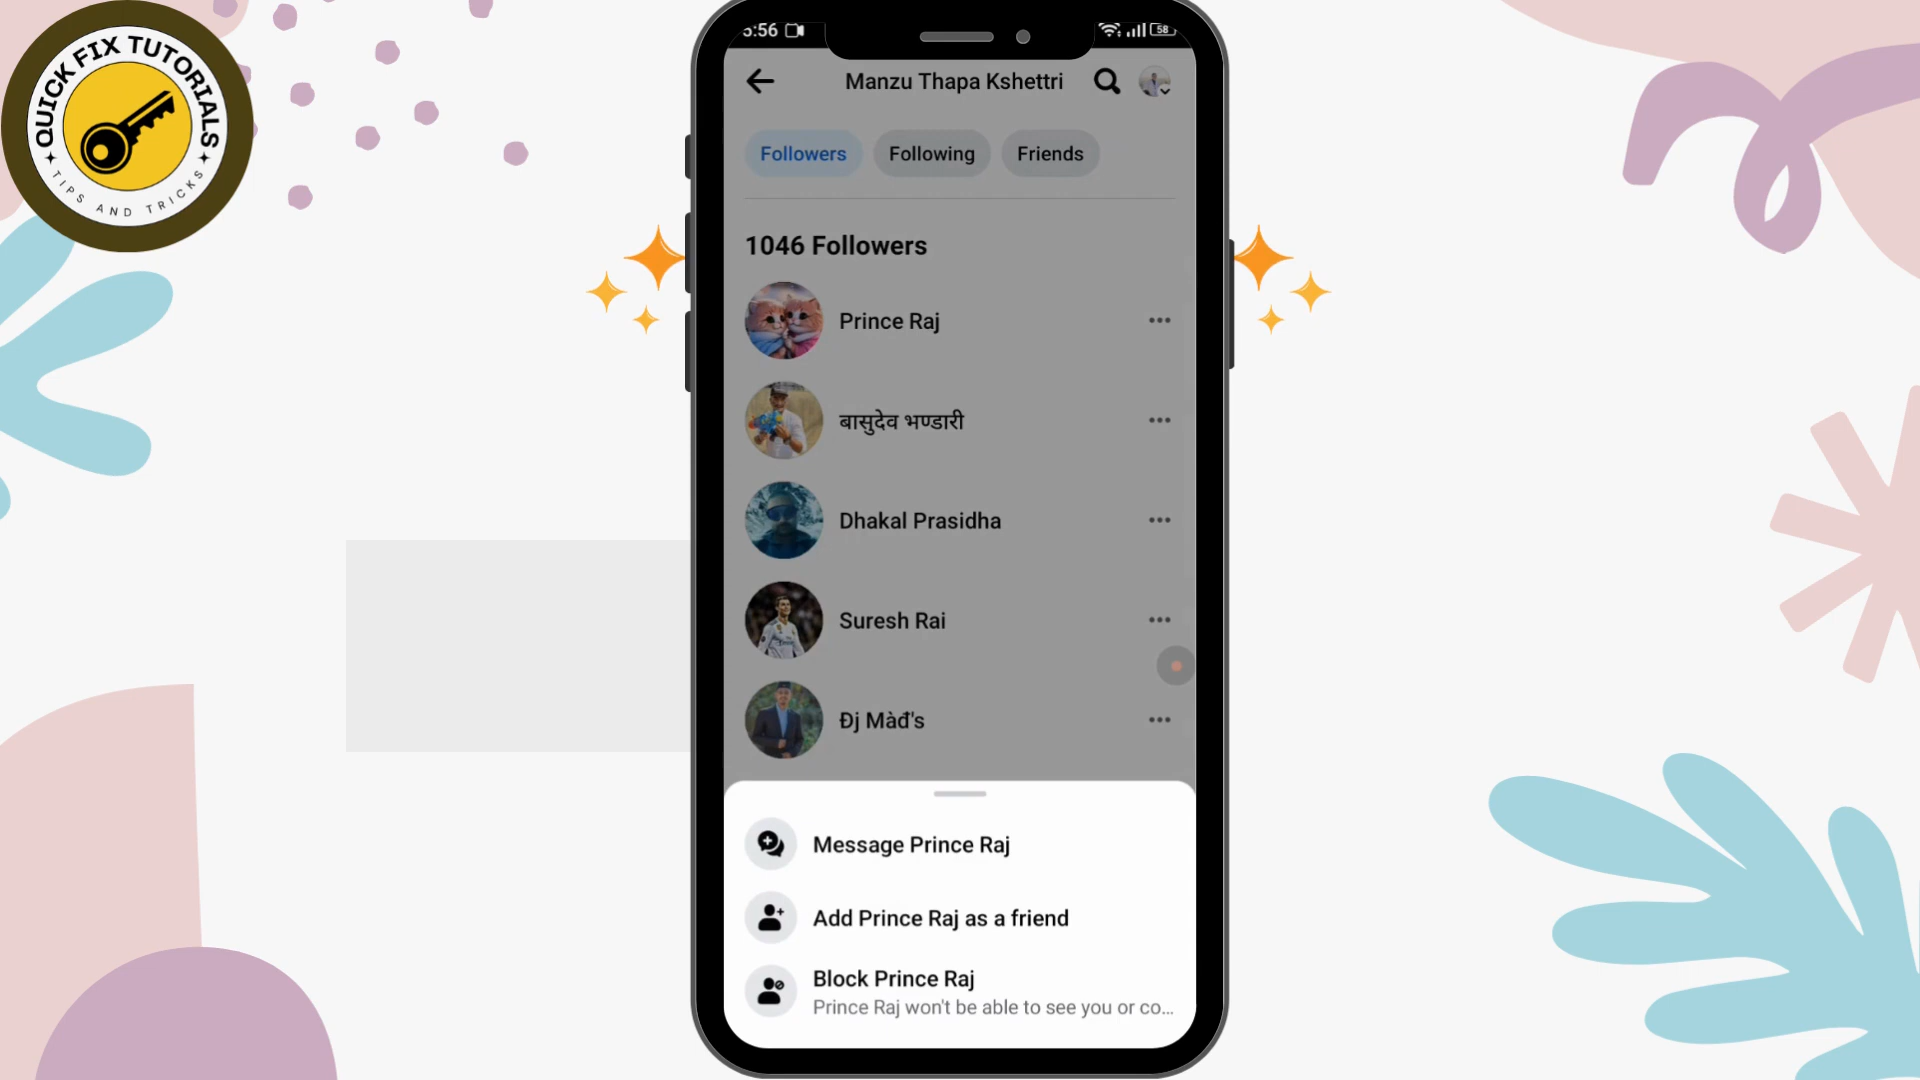 QUICK FIX TUTORIALS
TIPS AND TRICKS
5:56
58
Manzu Thapa Kshettri
Followers
Following
Friends
1046 Followers
Prince Raj
बासुदेव भण्डारी
Dhakal Prasidha
Suresh Rai
Đj Màđ's
Message Prince Raj
Add Prince Raj as a friend
Block Prince Raj
Prince Raj won't be able to see you or co...